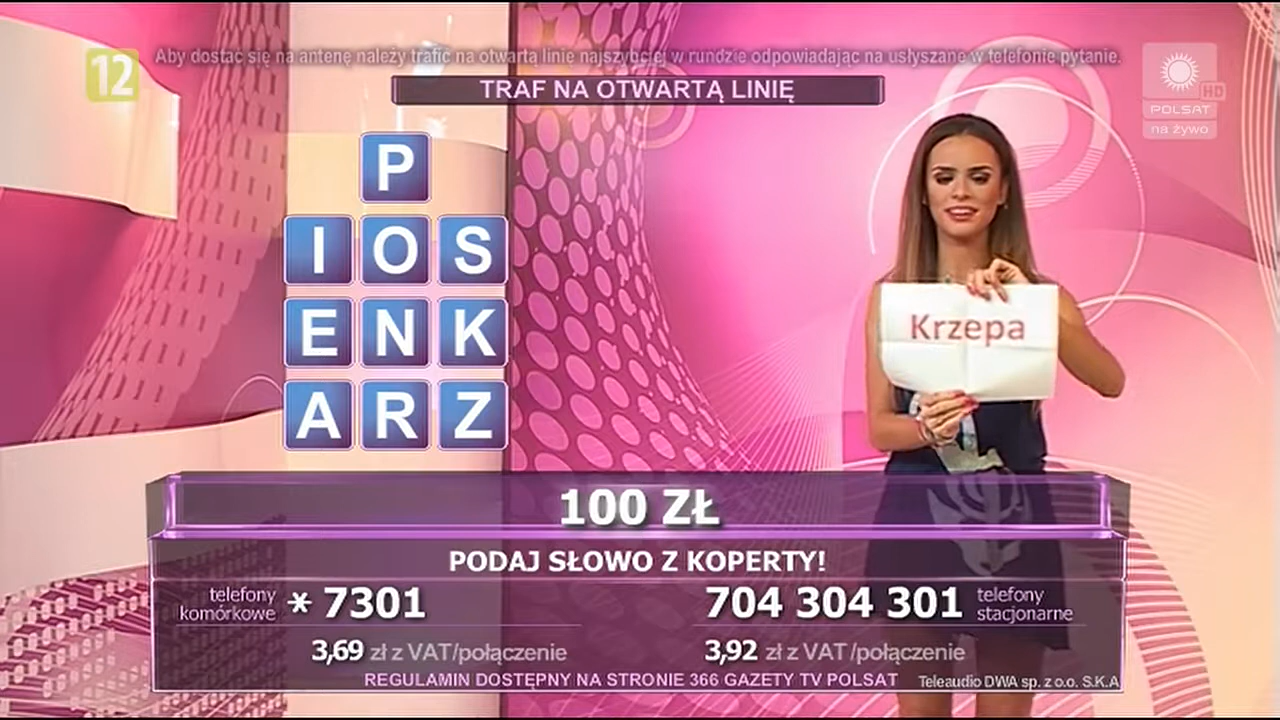 Aby dostać się na antenę należy trafić na otwartą linię najszybciej w rundzie odpowiadając na usłyszane w telefonie pytanie.
12
TRAF NA OTWARTĄ LINIĘ
HD
POLSAT
na żywo
P
I O S
E N K
A R Z
Krzepa
100 ZŁ
PODAJ SŁOWO Z KOPERTY!
telefony komórkowe
* 7301
704 304 301
telefony stacjonarne
3,69 zł z VAT/połączenie
3,92 zł z VAT/połączenie
REGULAMIN DOSTĘPNY NA STRONIE 366 GAZETY TV POLSAT
Teleaudio DWA sp. z o.o. S.K.A